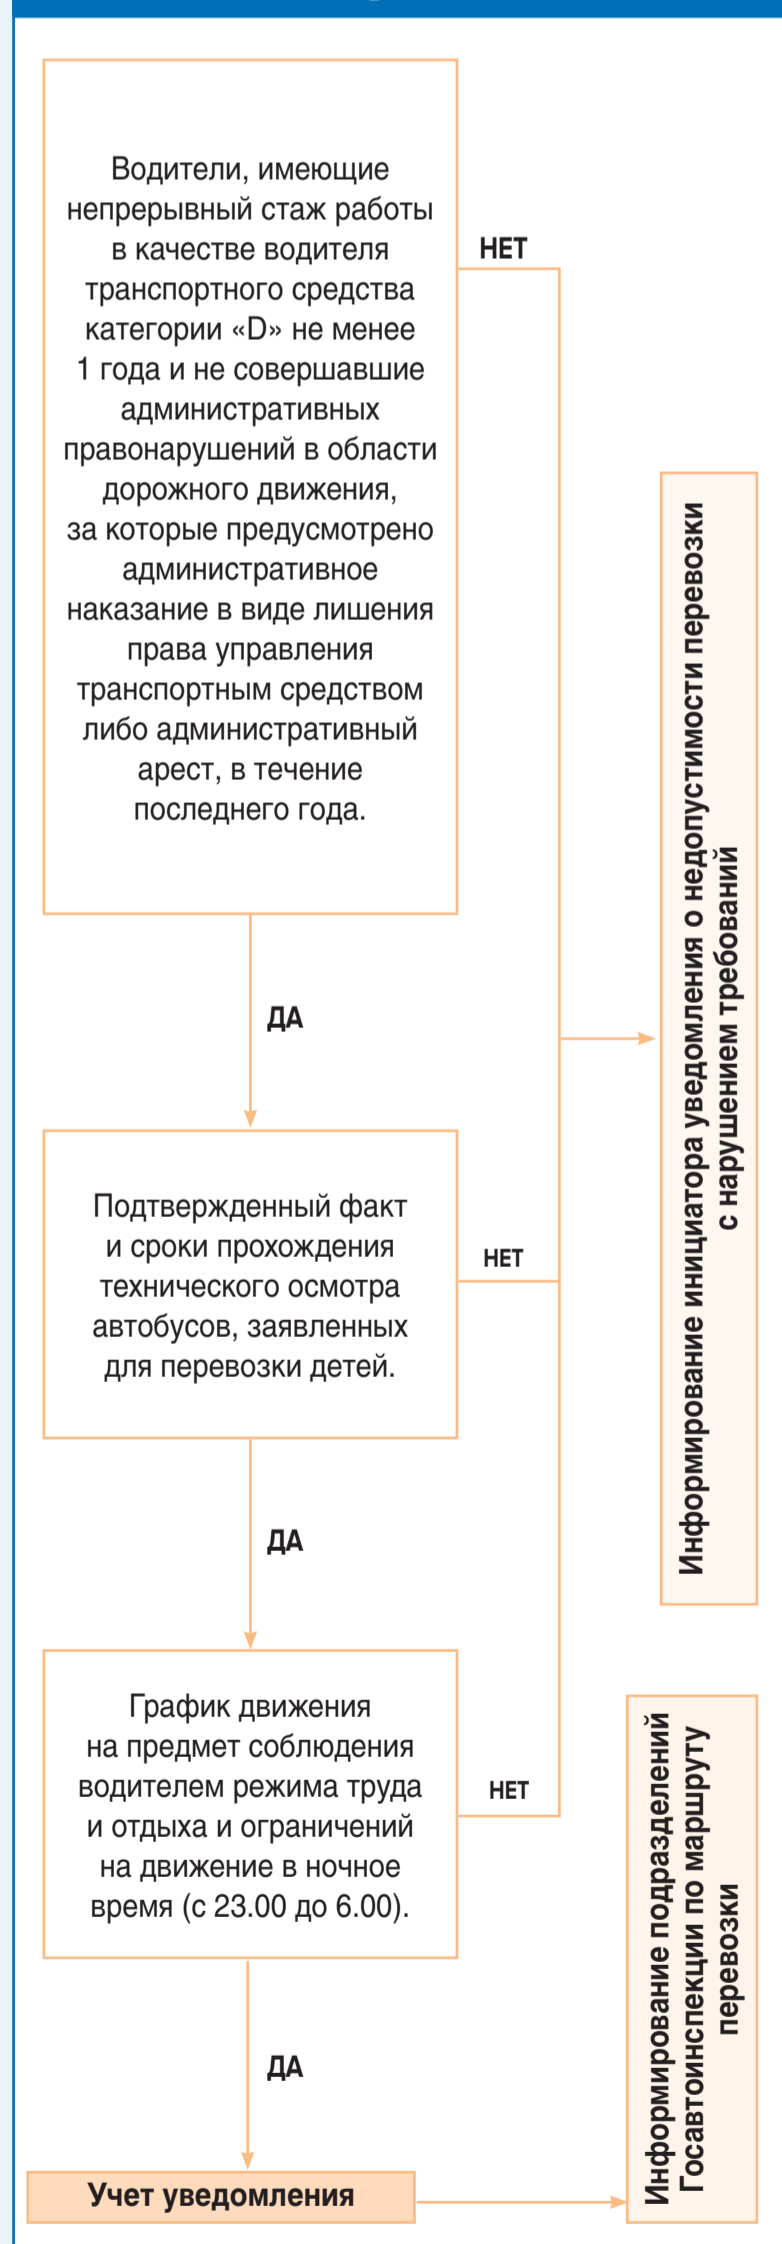 Водители, имеющие
непрерывный стаж работы
в качестве водителя
транспортного средства
категории «D» не менее
1 года и не совершавшие
административных
правонарушений в области
дорожного движения,
за которые предусмотрено
административное
наказание в виде лишения
права управления
транспортным средством
либо административный
арест, в течение
последнего года.
НЕТ
ДА
Подтвержденный факт
и сроки прохождения
технического осмотра
автобусов, заявленных
для перевозки детей.
НЕТ
ДА
График движения
на предмет соблюдения
водителем режима труда
и отдыха и ограничений
на движение в ночное
время (с 23.00 до 6.00).
НЕТ
ДА
Учет уведомления
Информирование инициатора уведомления о недопустимости перевозки
с нарушением требований
Информирование подразделений
Госавтоинспекции по маршруту
перевозки